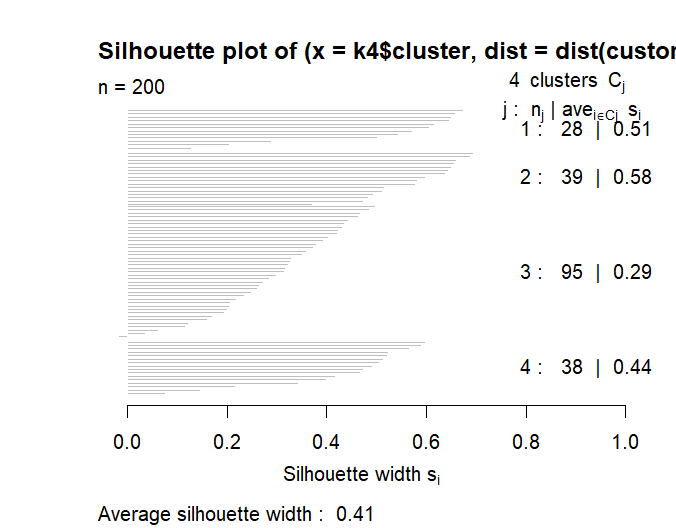 Silhouette plot of (x = k4$cluster, dist = dist(custor
n = 200
4 clusters Cj
j : nj | avei∈Cj si
1 : 28 | 0.51
2 : 39 | 0.58
3 : 95 | 0.29
4 : 38 | 0.44
0.0 0.2 0.4 0.6 0.8 1.0
Silhouette width si
Average silhouette width : 0.41